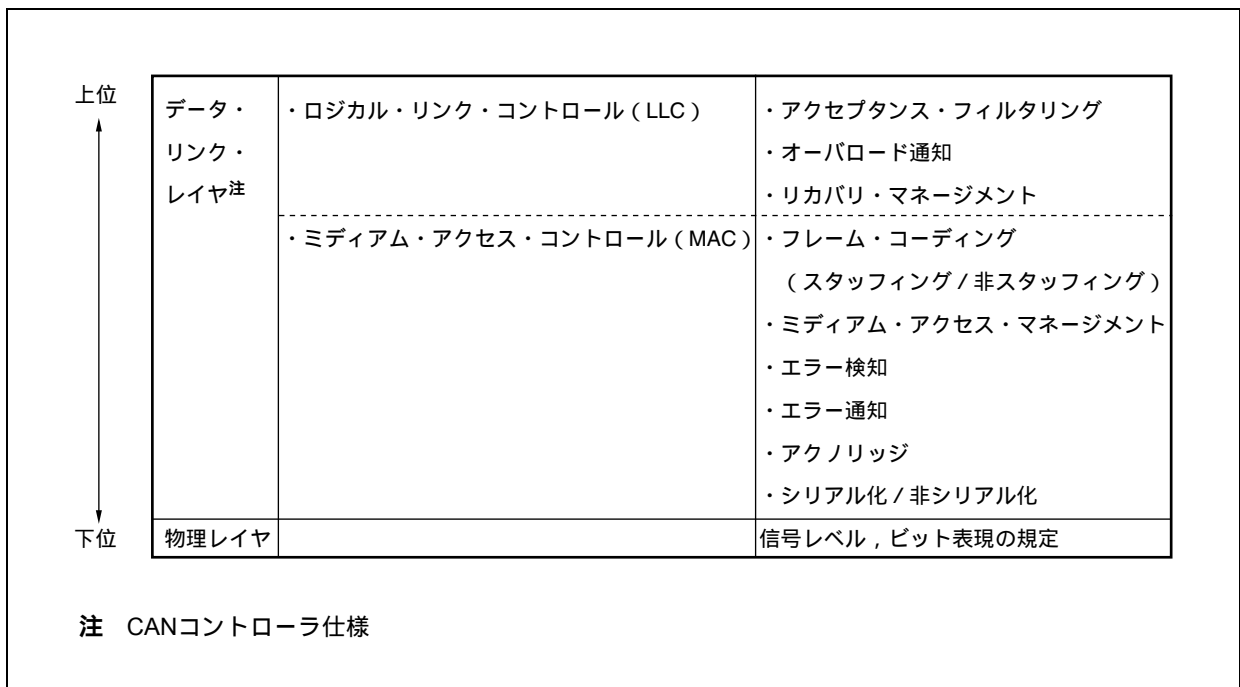 上位
データ・
リンク・
レイヤ注
・ロジカル・リンク・コントロール（LLC）
・アクセプタンス・フィルタリング
・オーバロード通知
・リカバリ・マネージメント
・ミディアム・アクセス・コントロール（MAC）
・フレーム・コーディング
（スタッフィング／非スタッフィング）
・ミディアム・アクセス・マネージメント
・エラー検知
・エラー通知
・アクノリッジ
・シリアル化／非シリアル化
下位
物理レイヤ
信号レベル，ビット表現の規定
注 CANコントローラ仕様